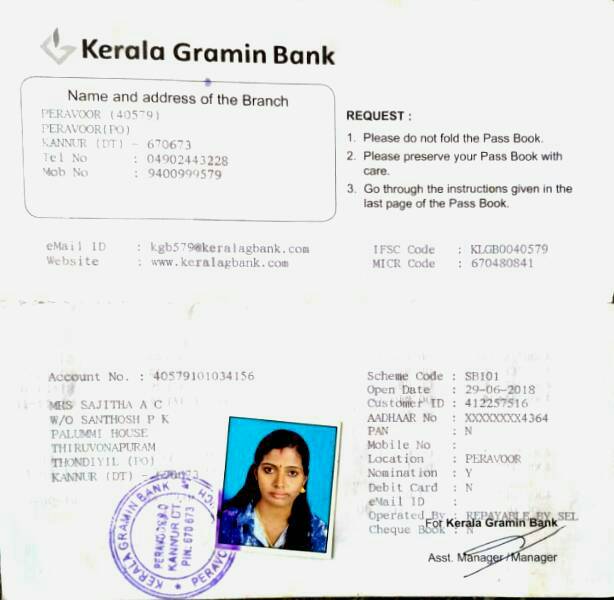 Kerala Gramin Bank
Name and address of the Branch
PERAVOOR (40579)
PERAVOOR(PO)
KANNUR (DT) - 670673
Tel No : 04902443228
Mob No : 9400999579
REQUEST :
1. Please do not fold the Pass Book.
2. Please preserve your Pass Book with
care.
3. Go through the instructions given in the
last page of the Pass Book.
eMail ID : kgb579@keralagbank.com
Website : www.keralagbank.com
IFSC Code : KLGB0040579
MICR Code : 670480841
Account No. : 40579101034156
MRS SAJITHA A C
W/O SANTHOSH P K
PALUMMI HOUSE
THIRUVONAPURAM
THONDIYIL (PO)
KANNUR (DT) - 670673
Scheme Code : SB101
Open Date : 29-06-2018
Customer ID : 412257516
AADHAAR No : XXXXXXXX4364
PAN : N
Mobile No :
Location : PERAVOOR
Nomination : Y
Debit Card : N
eMail ID :
Operated By : REPAYABLE BY SEL
Cheque Book : N
For Kerala Gramin Bank
Asst. Manager / Manager
KERALA GRAMIN BANK
KANNUR DT.
PIN: 670 673